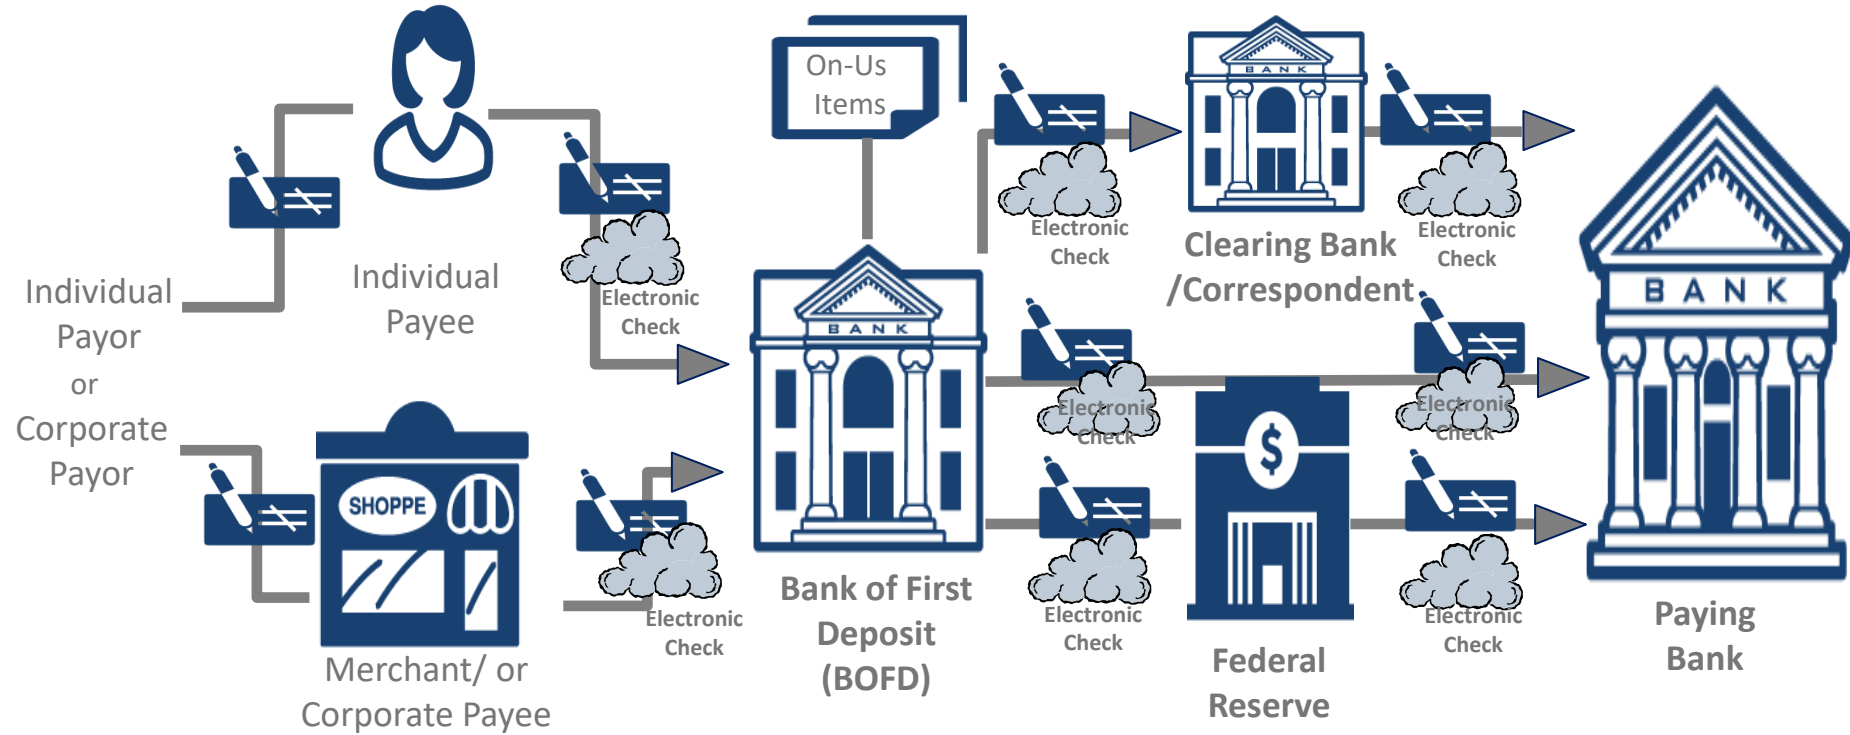 Individual
Payor
or
Corporate
Payor
Individual
Payee
Electronic
Check
SHOPPE
Merchant/ or
Corporate Payee
Electronic
Check
On-Us
Items
BANK
Bank of First
Deposit
(BOFD)
Electronic
Check
BANK
Clearing Bank
/Correspondent
Electronic
Check
Electronic
Check
Electronic
Check
Electronic
Check
$
Federal
Reserve
Electronic
Check
BANK
Paying
Bank